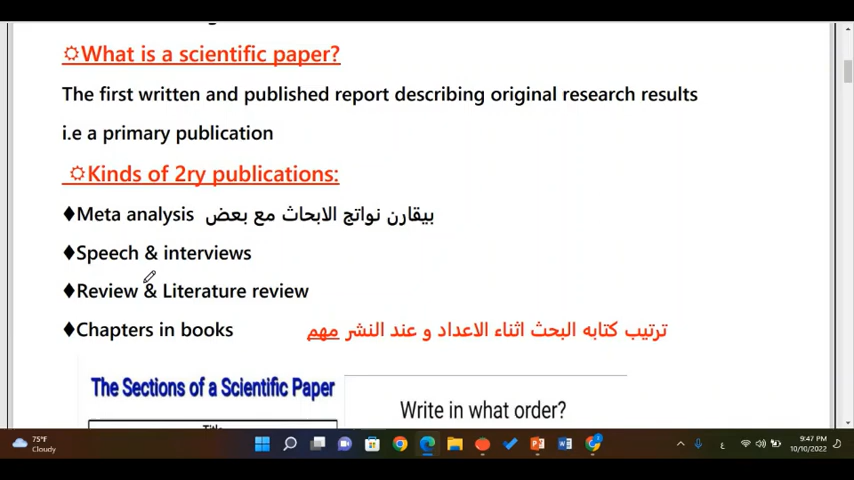 ☼What is a scientific paper?
The first written and published report describing original research results
i.e a primary publication
☼Kinds of 2ry publications:
♦Meta analysis بيقارن نواتج الابحاث مع بعض
♦Speech & interviews
♦Review & Literature review
♦Chapters in books ترتيب كتابه البحث اثناء الاعداد و عند النشر مهم
The Sections of a Scientific Paper
Write in what order?
Title
75°F
Cloudy
ع
9:47 PM
10/10/2022